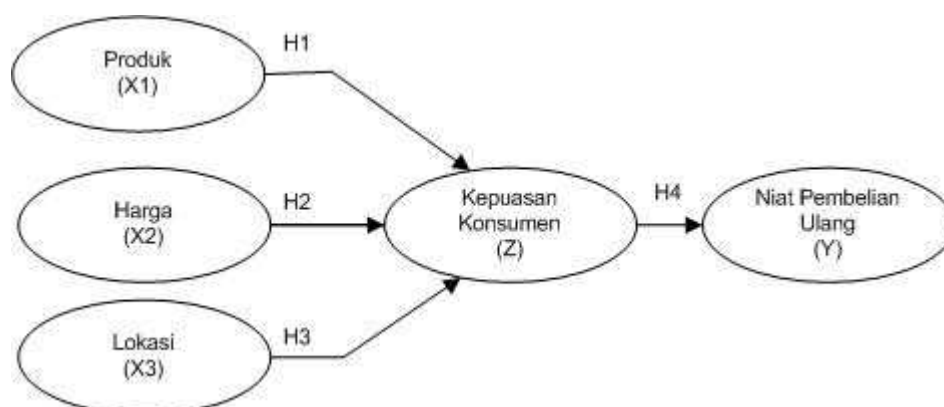 Produk
(X1)
H1
Harga
(X2)
H2
Lokasi
(X3)
H3
Kepuasan
Konsumen
(Z)
H4
Niat Pembelian
Ulang
(Y)